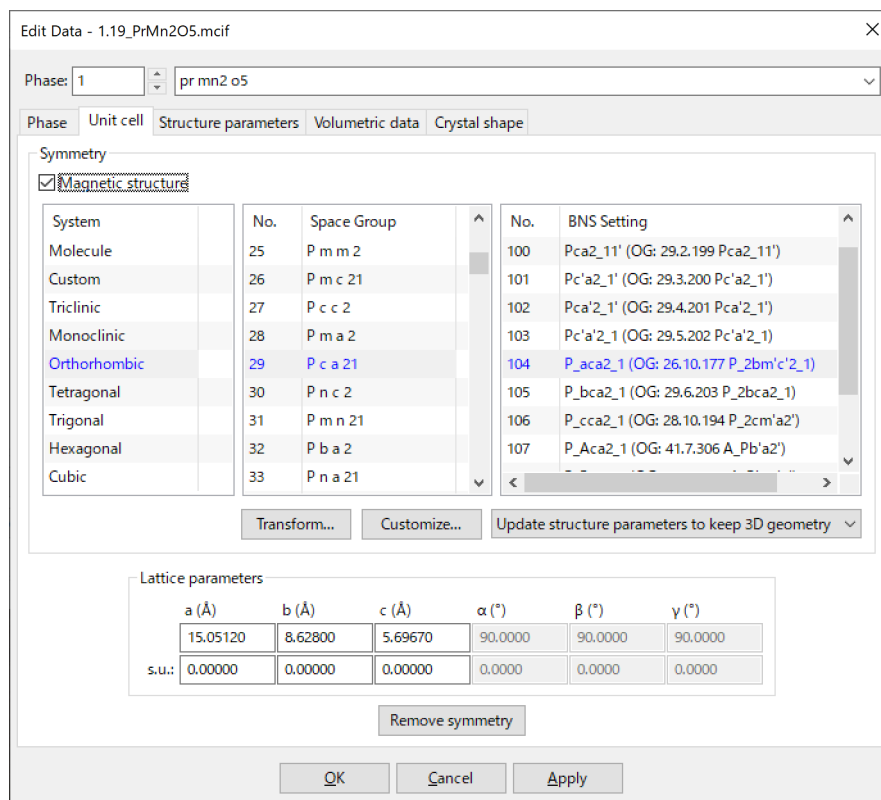 Edit Data - 1.19_PrMn2O5.mcif
Phase: 1 pr mn2 o5
Phase Unit cell Structure parameters Volumetric data Crystal shape
Symmetry
Magnetic structure
System No. Space Group No. BNS Setting
Molecule 25 P m m 2 100 Pca2_11' (OG: 29.2.199 Pca2_11')
Custom 26 P m c 21 101 Pc'a2_1' (OG: 29.3.200 Pc'a2_1')
Triclinic 27 P c c 2 102 Pca'2_1' (OG: 29.4.201 Pca'2_1')
Monoclinic 28 P m a 2 103 Pc'a'2_1 (OG: 29.5.202 Pc'a'2_1)
Orthorhombic 29 P c a 21 104 P_aca2_1 (OG: 26.10.177 P_2bm'c'2_1)
Tetragonal 30 P n c 2 105 P_bca2_1 (OG: 29.6.203 P_2bca2_1)
Trigonal 31 P m n 21 106 P_cca2_1 (OG: 28.10.194 P_2cm'a2')
Hexagonal 32 P b a 2 107 P_Aca2_1 (OG: 41.7.306 A_Pb'a2')
Cubic 33 P n a 21
Transform... Customize... Update structure parameters to keep 3D geometry
Lattice parameters
a (Å) b (Å) c (Å) α (°) β (°) γ (°)
15.05120 8.62800 5.69670 90.0000 90.0000 90.0000
s.u.: 0.00000 0.00000 0.00000 0.0000 0.0000 0.0000
Remove symmetry
OK Cancel Apply